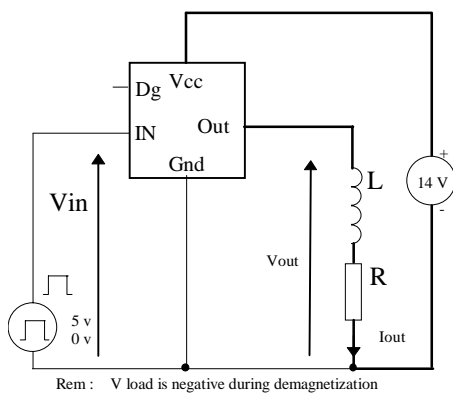 Vcc
Dg
IN
Out
Gnd
+
14 V
-
L
Vin
Vout
R
5 v
0 v
Iout
Rem : V load is negative during demagnetization